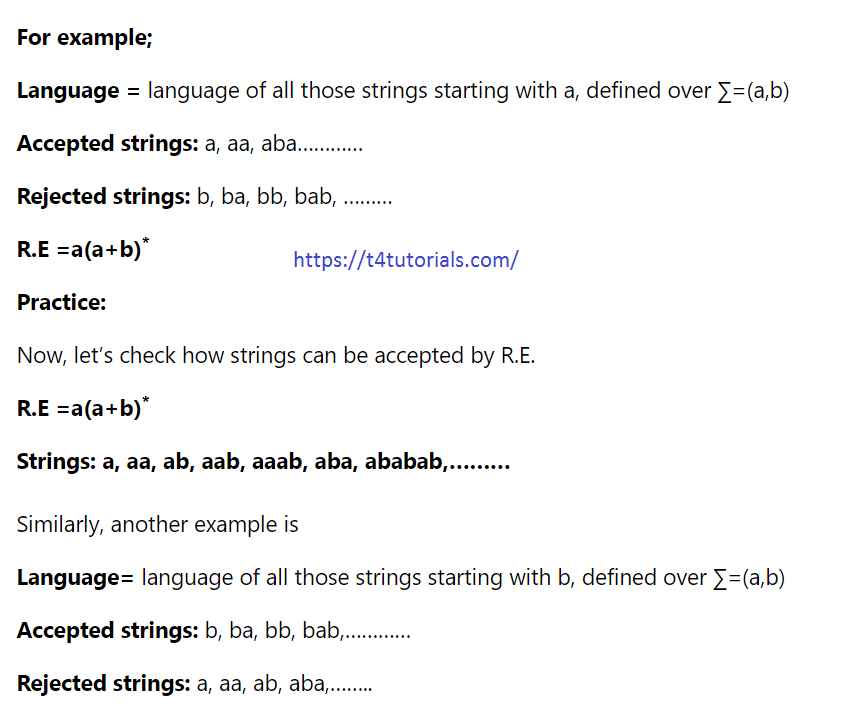 For example;
Language = language of all those strings starting with a, defined over ∑=(a,b)
Accepted strings: a, aa, aba…………
Rejected strings: b, ba, bb, bab, ………
R.E =a(a+b)*
https://t4tutorials.com/
Practice:
Now, let’s check how strings can be accepted by R.E.
R.E =a(a+b)*
Strings: a, aa, ab, aab, aaab, aba, ababab,………
Similarly, another example is
Language= language of all those strings starting with b, defined over ∑=(a,b)
Accepted strings: b, ba, bb, bab,…………
Rejected strings: a, aa, ab, aba,……..